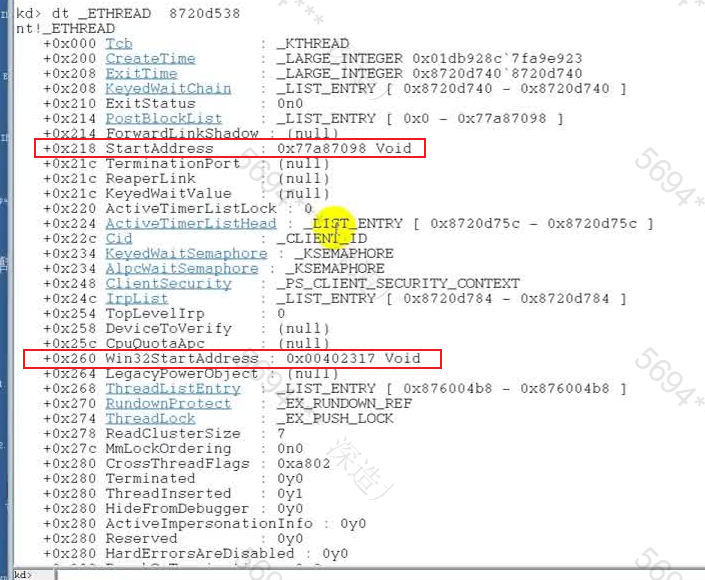 kd> dt _ETHREAD 8720d538
nt!_ETHREAD
+0x000 Tcb : _KTHREAD
+0x200 CreateTime : _LARGE_INTEGER 0x01db928c`7fa9e923
+0x208 ExitTime : _LARGE_INTEGER 0x8720d740`8720d740
+0x208 KeyedWaitChain : _LIST_ENTRY [ 0x8720d740 - 0x8720d740 ]
+0x210 ExitStatus : 0n0
+0x214 PostBlockList : _LIST_ENTRY [ 0x0 - 0x77a87098 ]
+0x214 ForwardLinkShadow : (null)
+0x218 StartAddress : 0x77a87098 Void
+0x21c TerminationPort : (null)
+0x21c ReaperLink : (null)
+0x21c KeyedWaitValue : (null)
+0x220 ActiveTimerListLock : 0
+0x224 ActiveTimerListHead : _LIST_ENTRY [ 0x8720d75c - 0x8720d75c ]
+0x22c Cid : _CLIENT_ID
+0x234 KeyedWaitSemaphore : _KSEMAPHORE
+0x234 AlpcWaitSemaphore : _KSEMAPHORE
+0x248 ClientSecurity : _PS_CLIENT_SECURITY_CONTEXT
+0x24c IrpList : _LIST_ENTRY [ 0x8720d784 - 0x8720d784 ]
+0x254 TopLevelIrp : 0
+0x258 DeviceToVerify : (null)
+0x25c CpuQuotaApc : (null)
+0x260 Win32StartAddress : 0x00402317 Void
+0x264 LegacyPowerObject : (null)
+0x268 ThreadListEntry : _LIST_ENTRY [ 0x876004b8 - 0x876004b8 ]
+0x270 RundownProtect : _EX_RUNDOWN_REF
+0x274 ThreadLock : _EX_PUSH_LOCK
+0x278 ReadClusterSize : 7
+0x27c MmLockOrdering : 0n0
+0x280 CrossThreadFlags : 0xa802
+0x280 Terminated : 0y0
+0x280 ThreadInserted : 0y1
+0x280 HideFromDebugger : 0y0
+0x280 ActiveImpersonationInfo : 0y0
+0x280 Reserved : 0y0
+0x280 HardErrorsAreDisabled : 0y0
kd>
5694*
5694*
深造